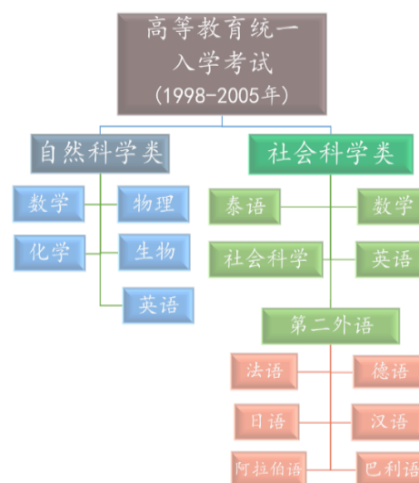 高等教育统一
入学考试
(1998-2005年)
自然科学类
社会科学类
数学
物理
化学
生物
英语
泰语
数学
社会科学
英语
第二外语
法语
德语
日语
汉语
阿拉伯语
巴利语